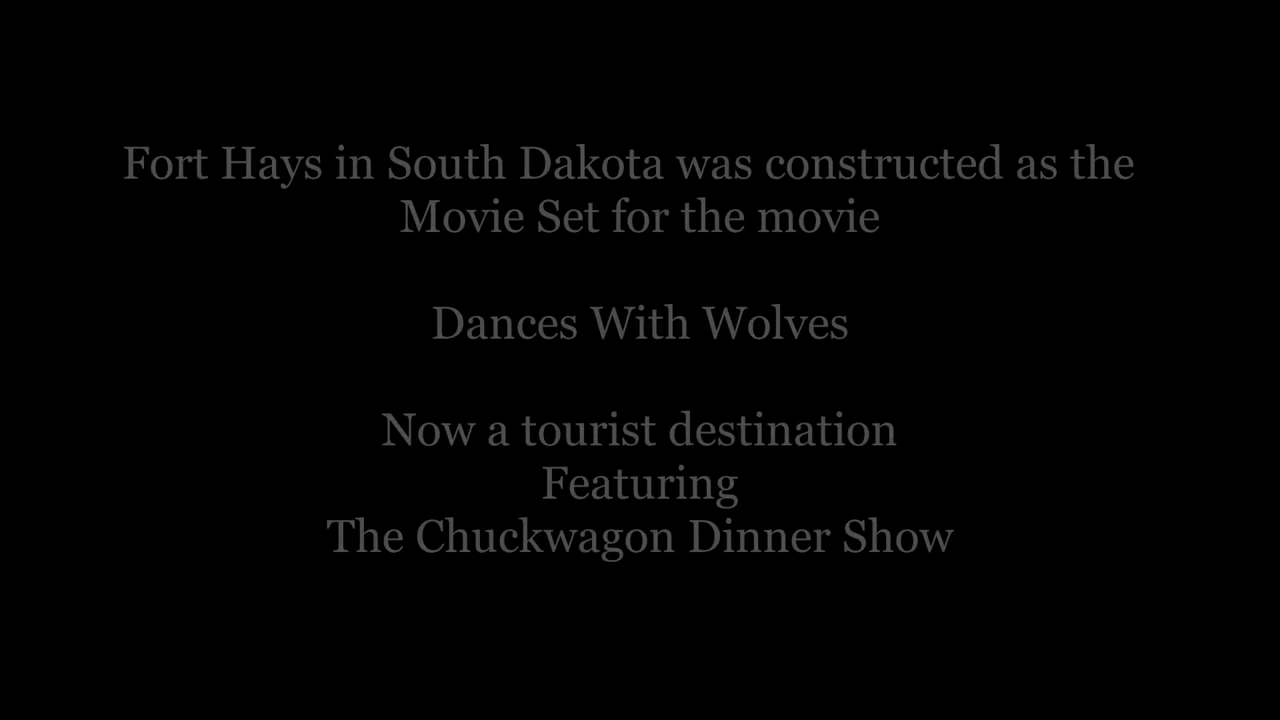 Fort Hays in South Dakota was constructed as the
Movie Set for the movie
Dances With Wolves
Now a tourist destination
Featuring
The Chuckwagon Dinner Show